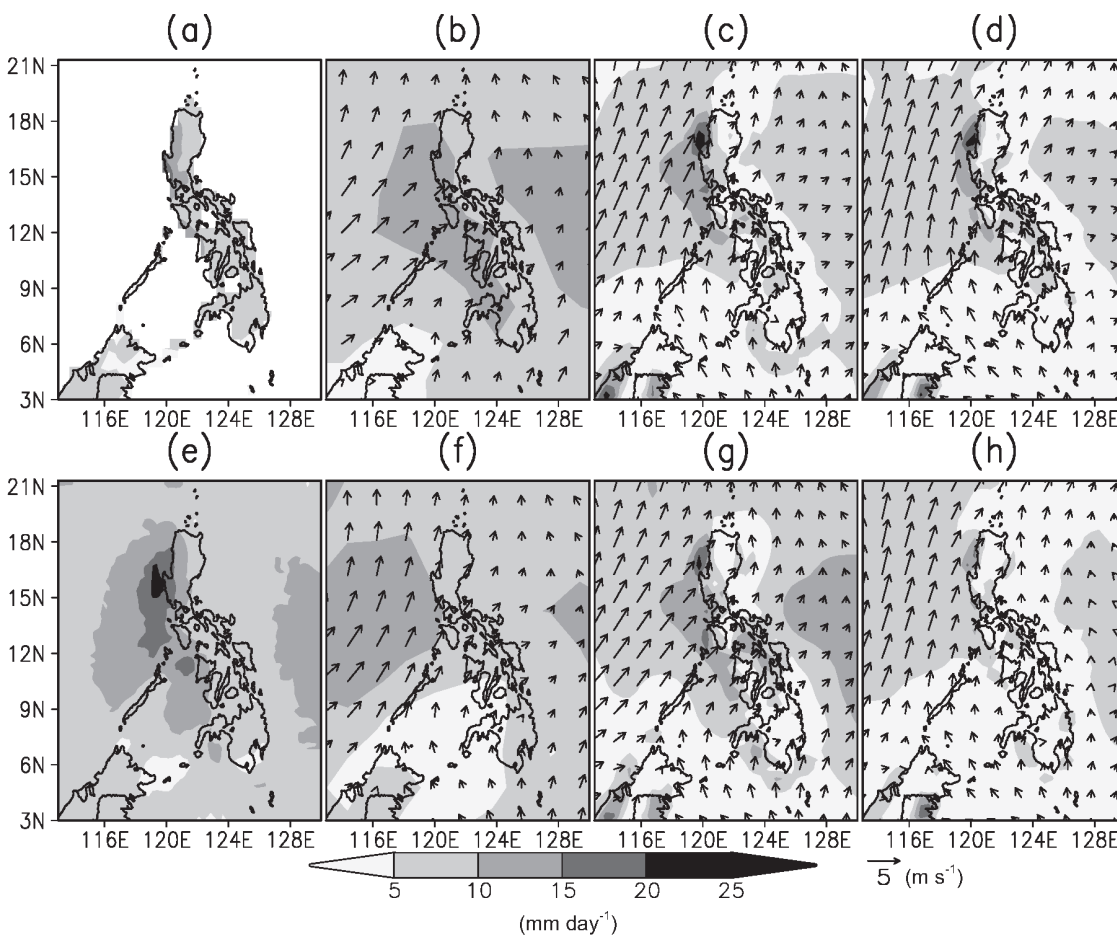 (a) (b) (c) (d)
21N
18N
15N
12N
9N
6N
3N
116E 120E 124E 128E 116E 120E 124E 128E 116E 120E 124E 128E 116E 120E 124E 128E
(e) (f) (g) (h)
21N
18N
15N
12N
9N
6N
3N
116E 120E 124E 128E 116E 120E 124E 128E 116E 120E 124E 128E 116E 120E 124E 128E
5 10 15 20 25
5 (m s⁻¹)
(mm day⁻¹)